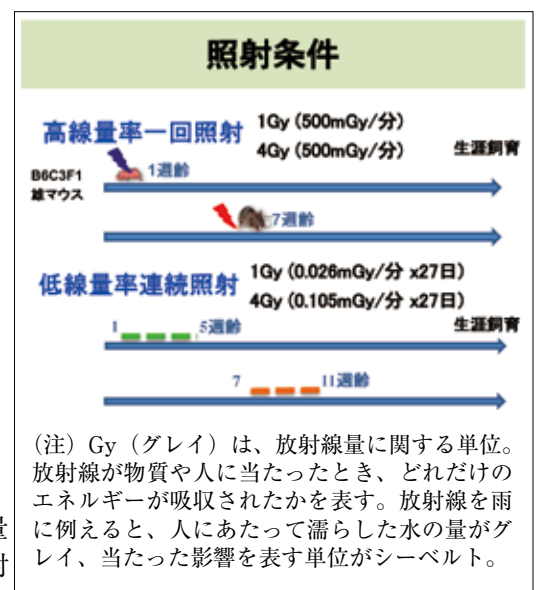 照射条件
高線量率一回照射
1Gy (500mGy/分)
4Gy (500mGy/分)
生涯飼育
B6C3F1
雄マウス
1週齢
7週齢
低線量率連続照射
1Gy (0.026mGy/分 x27日)
4Gy (0.105mGy/分 x27日)
1 5週齢
生涯飼育
7 11週齢
(注)Gy(グレイ)は、放射線量に関する単位。
放射線が物質や人に当たったとき、どれだけの
エネルギーが吸収されたかを表す。放射線を雨
に例えると、人にあたって濡らした水の量がグ
レイ、当たった影響を表す単位がシーベルト。
量
射